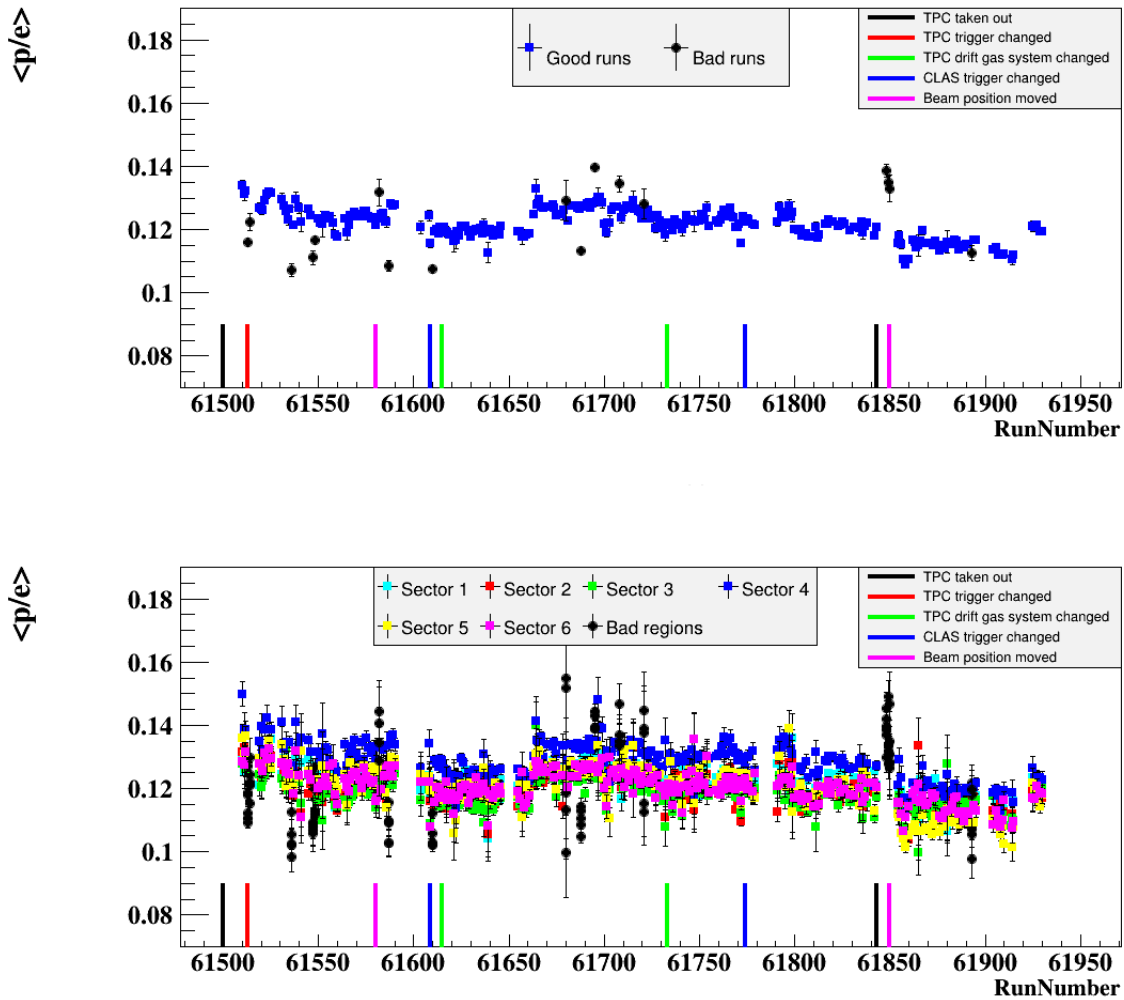 <p/e>
0.18
0.16
0.14
0.12
0.1
0.08
Good runs
Bad runs
TPC taken out
TPC trigger changed
TPC drift gas system changed
CLAS trigger changed
Beam position moved
61500 61550 61600 61650 61700 61750 61800 61850 61900 61950
RunNumber
<p/e>
0.18
0.16
0.14
0.12
0.1
0.08
Sector 1 Sector 2 Sector 3 Sector 4
Sector 5 Sector 6 Bad regions
TPC taken out
TPC trigger changed
TPC drift gas system changed
CLAS trigger changed
Beam position moved
61500 61550 61600 61650 61700 61750 61800 61850 61900 61950
RunNumber